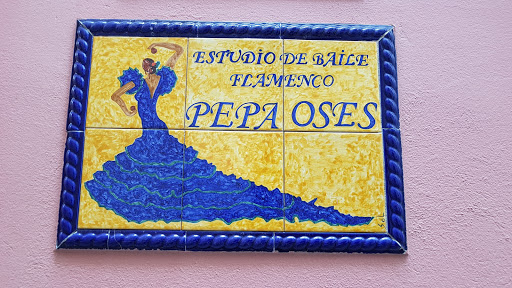 ESTUDIO DE BAILE
FLAMENCO
PEPA OSES